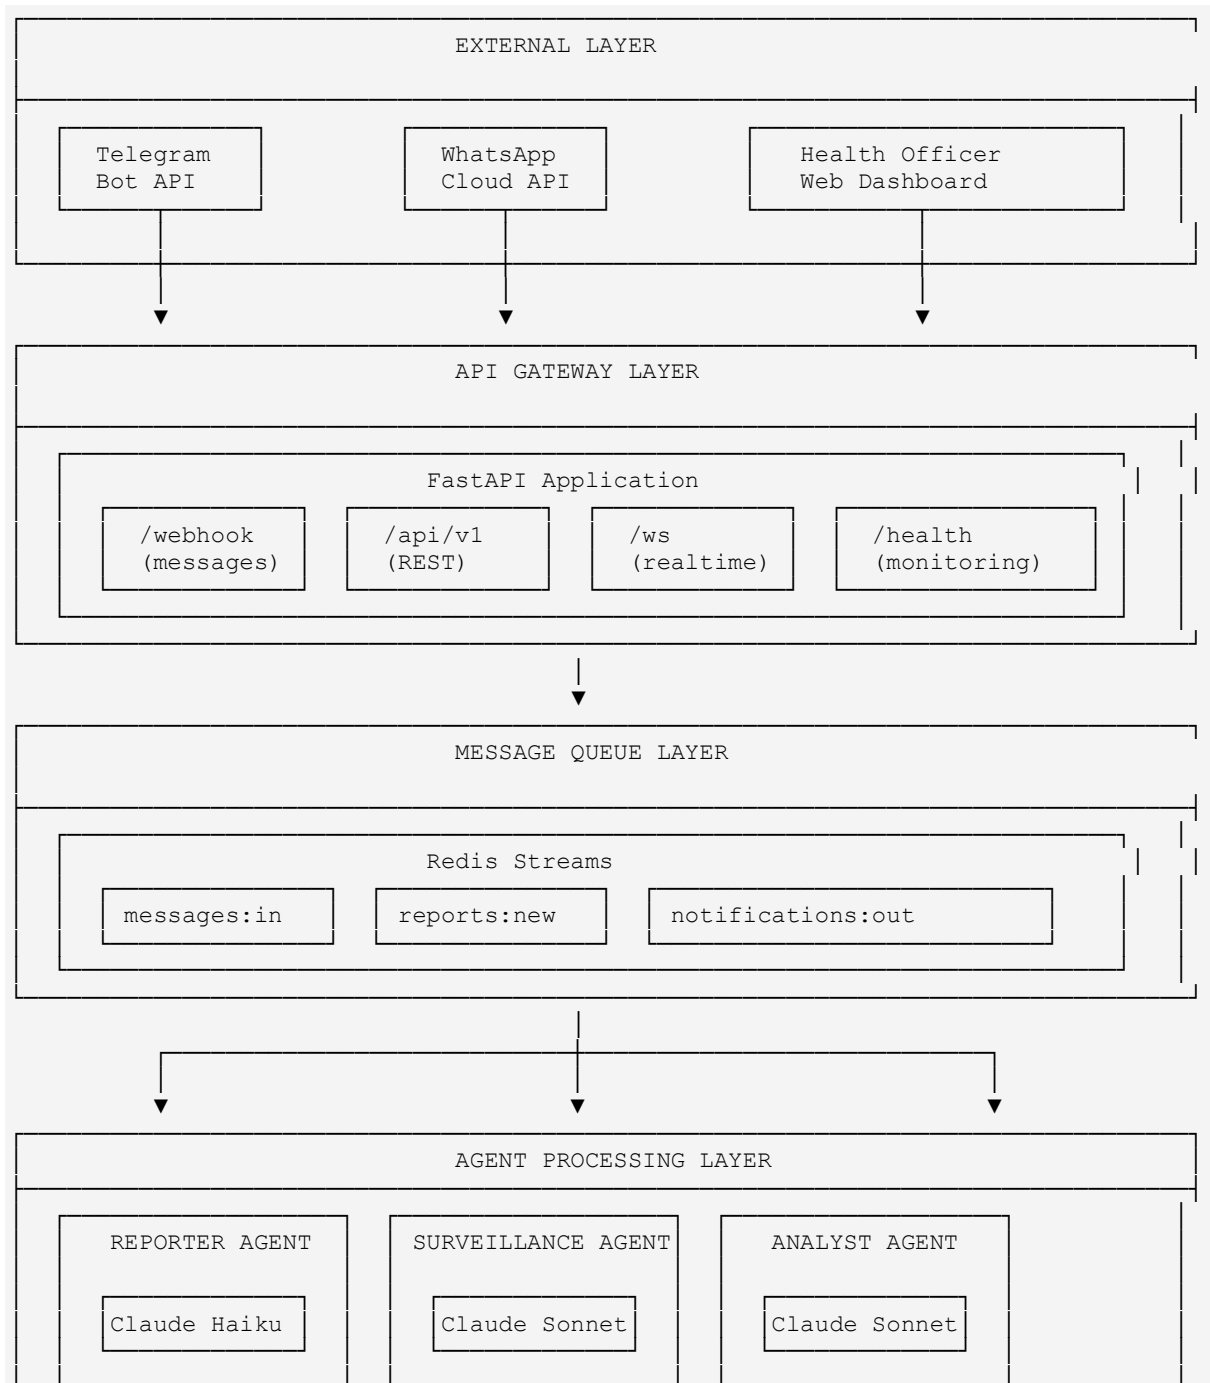 EXTERNAL LAYER
Telegram WhatsApp Health Officer
Bot API Cloud API Web Dashboard
API GATEWAY LAYER
FastAPI Application
/webhook /api/v1 /ws /health
(messages) (REST) (realtime) (monitoring)
MESSAGE QUEUE LAYER
Redis Streams
messages:in reports:new notifications:out
AGENT PROCESSING LAYER
REPORTER AGENT SURVEILLANCE AGENT ANALYST AGENT
Claude Haiku Claude Sonnet Claude Sonnet